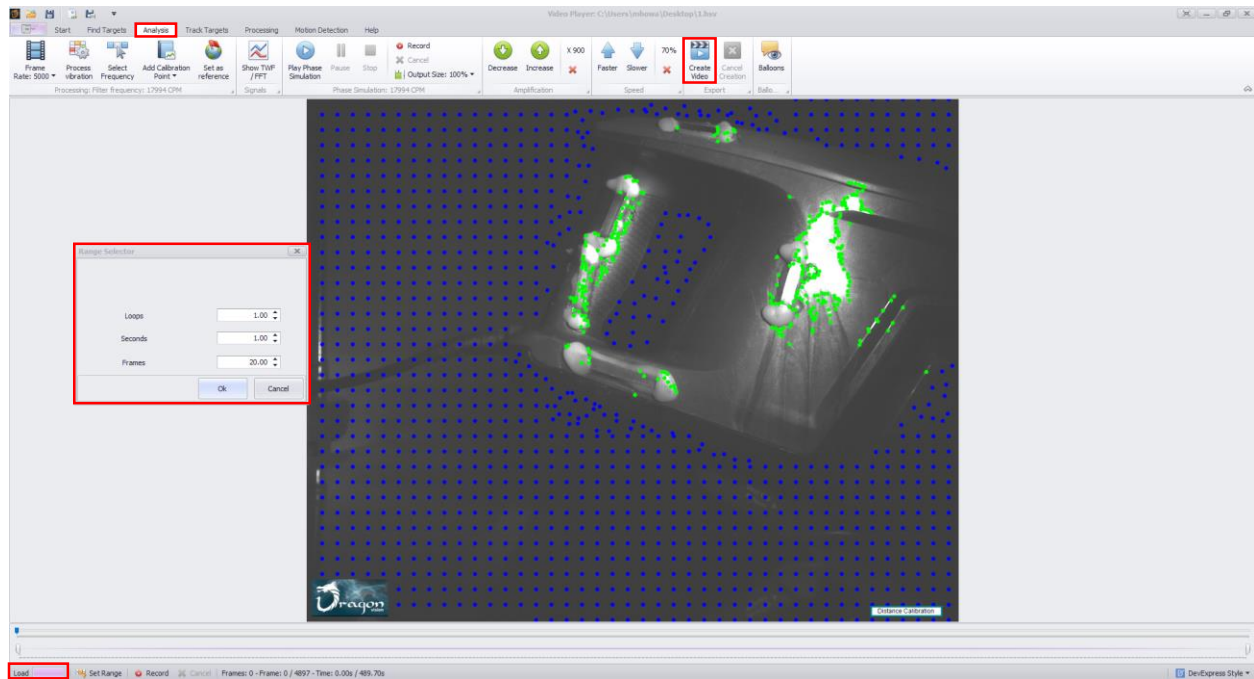 Video Player: C:\Users\mhows\Desktop\1.hsv
Start Find Targets Analysis Track Targets Processing Motion Detection Help
Frame Rate: 5000
Process vibration
Select Frequency
Add Calibration Point
Set as reference
Processing: Filter frequency: 17994 CPM
Show TWF / FFT
Signals
Play Phase Simulation
Pause
Stop
Record
Cancel
Output Size: 100%
Phase Simulation: 17994 CPM
Decrease
Increase
X 900
Amplification
Faster
Slower
70%
Speed
Create Video
Cancel Creation
Export
Balloons
Ballo...
Range Selector
Loops 1.00
Seconds 1.00
Frames 20.00
Ok Cancel
Dragon
Distance Calibration
Load Set Range Record Cancel Frames: 0 - Frame: 0 / 4897 - Time: 0.00s / 489.70s DevExpress Style